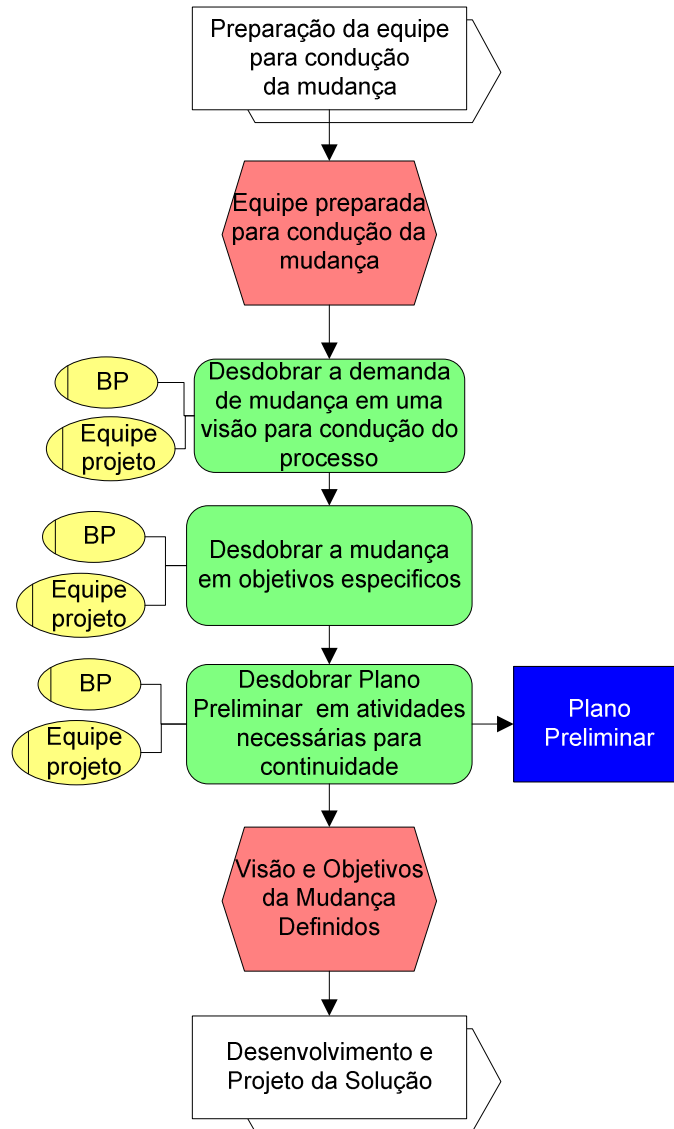 Preparação da equipe
para condução
da mudança
Equipe preparada
para condução da
mudança
BP
Equipe
projeto
Desdobrar a demanda
de mudança em uma
visão para condução do
processo
BP
Equipe
projeto
Desdobrar a mudança
em objetivos especificos
BP
Equipe
projeto
Desdobrar Plano
Preliminar em atividades
necessárias para
continuidade
Plano
Preliminar
Visão e Objetivos
da Mudança
Definidos
Desenvolvimento e
Projeto da Solução